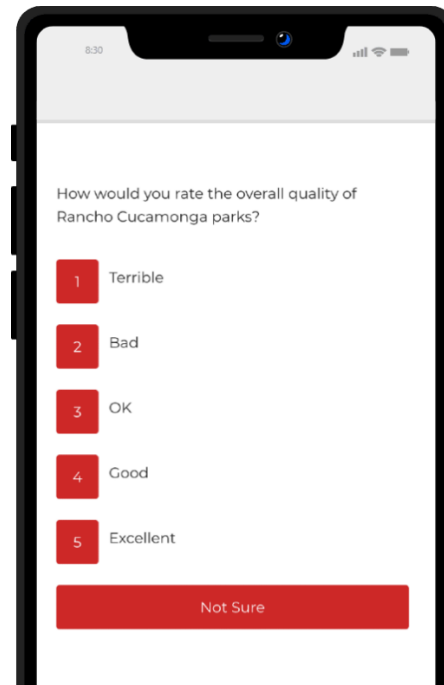 8:30
How would you rate the overall quality of
Rancho Cucamonga parks?
1 Terrible
2 Bad
3 OK
4 Good
5 Excellent
Not Sure